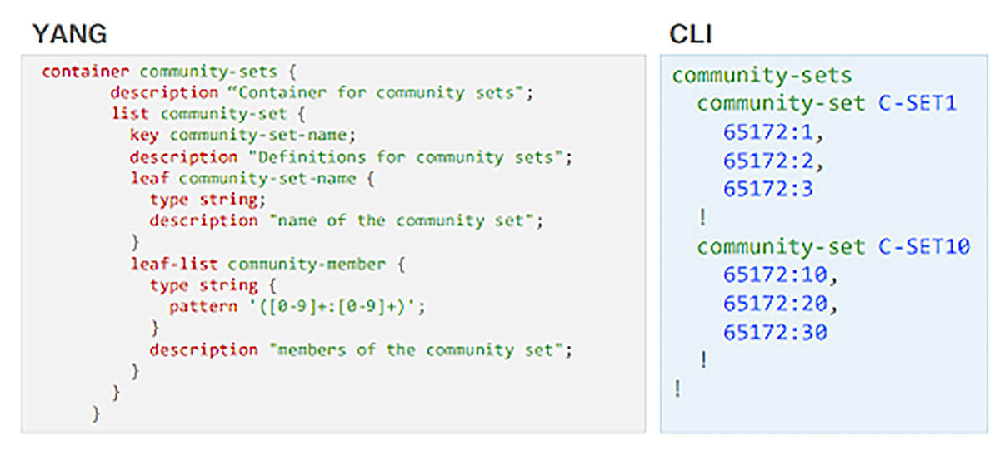 YANG
container community-sets {
description “Container for community sets";
list community-set {
key community-set-name;
description "Definitions for community sets";
leaf community-set-name {
type string;
description "name of the community set";
}
leaf-list community-member {
type string {
pattern '([0-9]+:[0-9]+)';
}
description "members of the community set";
}
}
}
CLI
community-sets
community-set C-SET1
65172:1,
65172:2,
65172:3
!
community-set C-SET10
65172:10,
65172:20,
65172:30
!
!